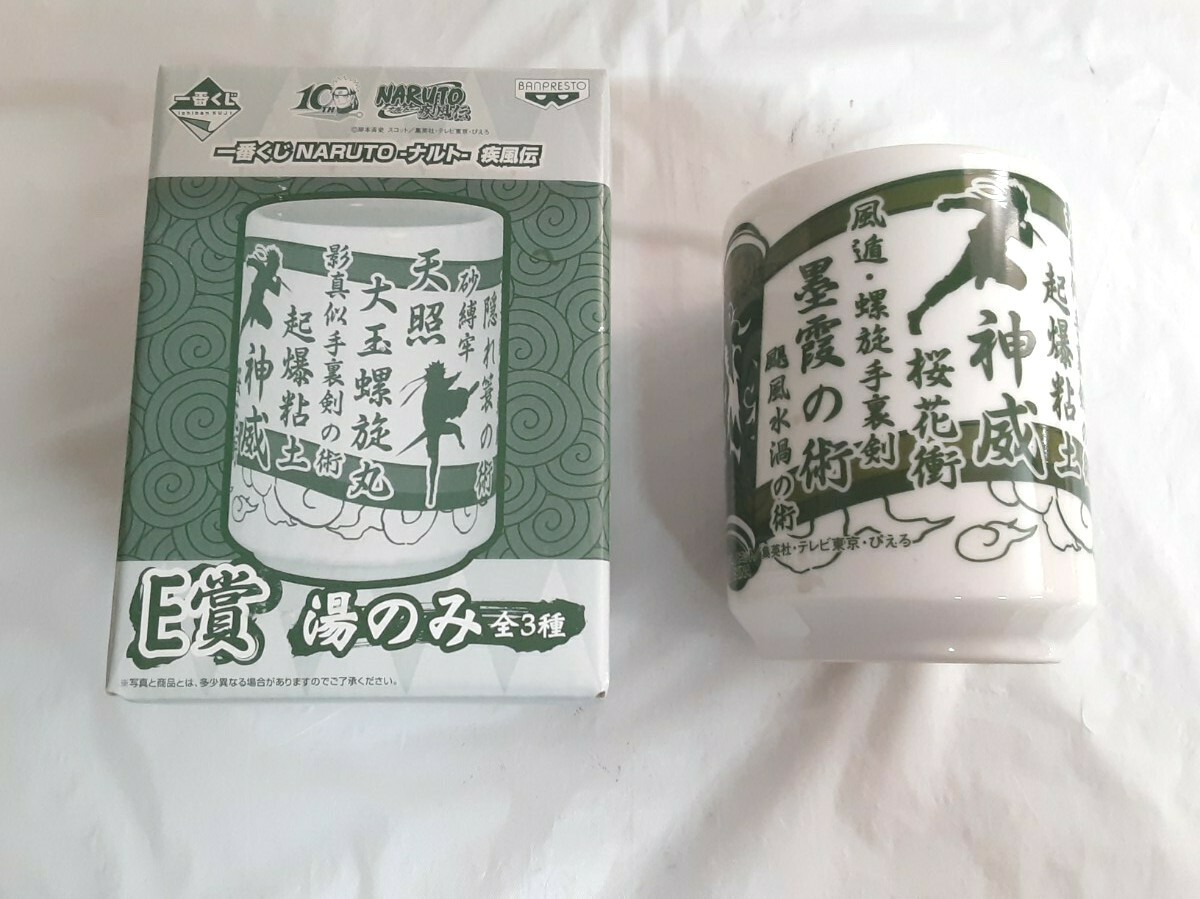 一番くじ
Ichiban KUJI
10TH
NARUTO
ナルト
疾風伝
BANPRESTO
©岸本斉史 スコット/集英社・テレビ東京・ぴえろ
一番くじ NARUTO -ナルト- 疾風伝
隠れ蓑の術
砂縛牢
天照
大玉螺旋丸
影真似手裏剣の術
起爆粘土
神威
E賞
湯のみ 全3種
※写真と商品とは、多少異なる場合がありますのでご了承ください。
起爆粘土
神威
桜花衝
風遁・螺旋手裏剣
墨霞の術
颶風水渦の術
集英社・テレビ東京・ぴえろ